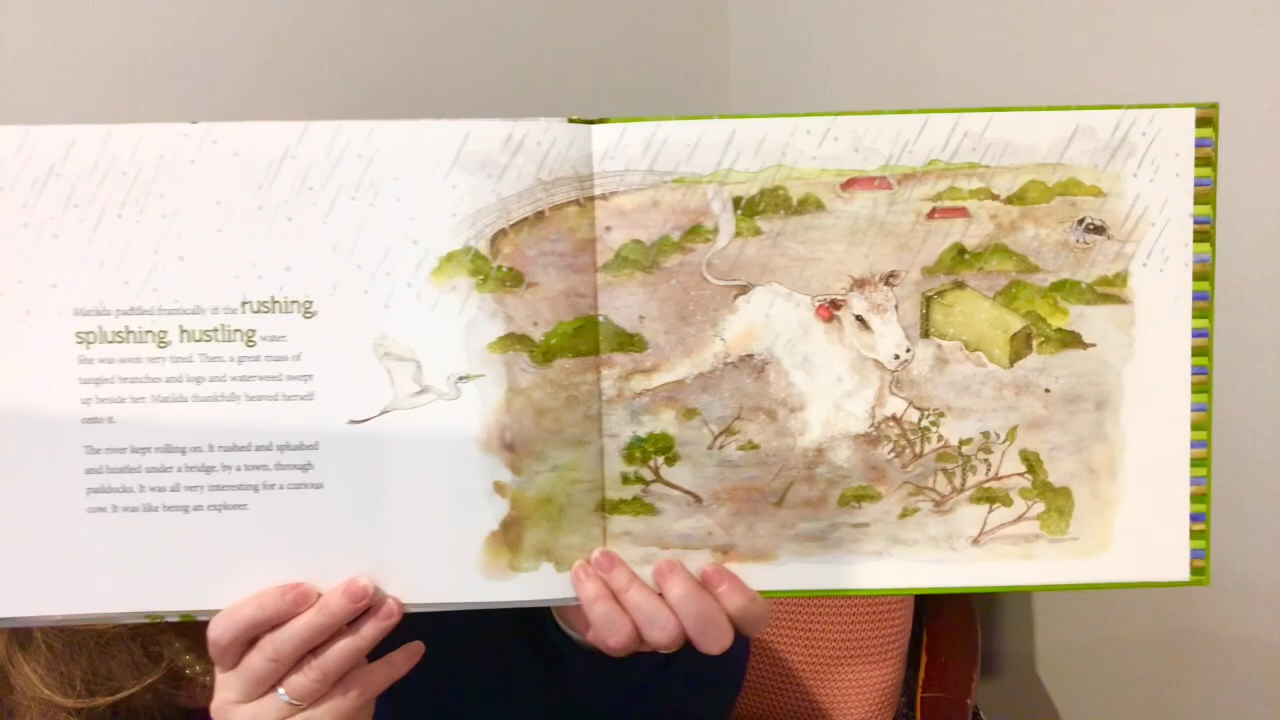 Matilda paddled frantically in the rushing,
splushing, hustling water.
She was soon very tired. Then, a great mass of
tangled branches and logs and waterweed swept
up beside her. Matilda thankfully heaved herself
onto it.
The river kept rolling on. It rushed and splushed
and hustled under a bridge, by a town, through
paddocks. It was all very interesting for a curious
cow. It was like being an explorer.